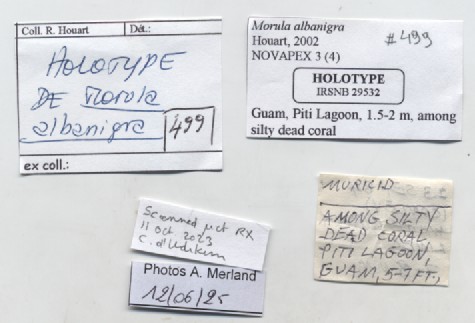 Coll. R. Houart Dét.:
HOLOTYPE
DE Morula
albanigra 499
ex coll.:
Morula albanigra
Houart, 2002 #499
NOVAPEX 3 (4)
HOLOTYPE
IRSNB 29532
Guam, Piti Lagoon, 1.5-2 m, among
silty dead coral
Scanned µct RX
11 Oct 2023
C. d'Udekem
Photos A. Merland
12/06/25
MURICID
AMONG SILTY
DEAD CORAL
PITI LAGOON,
GUAM, 5-7 FT,